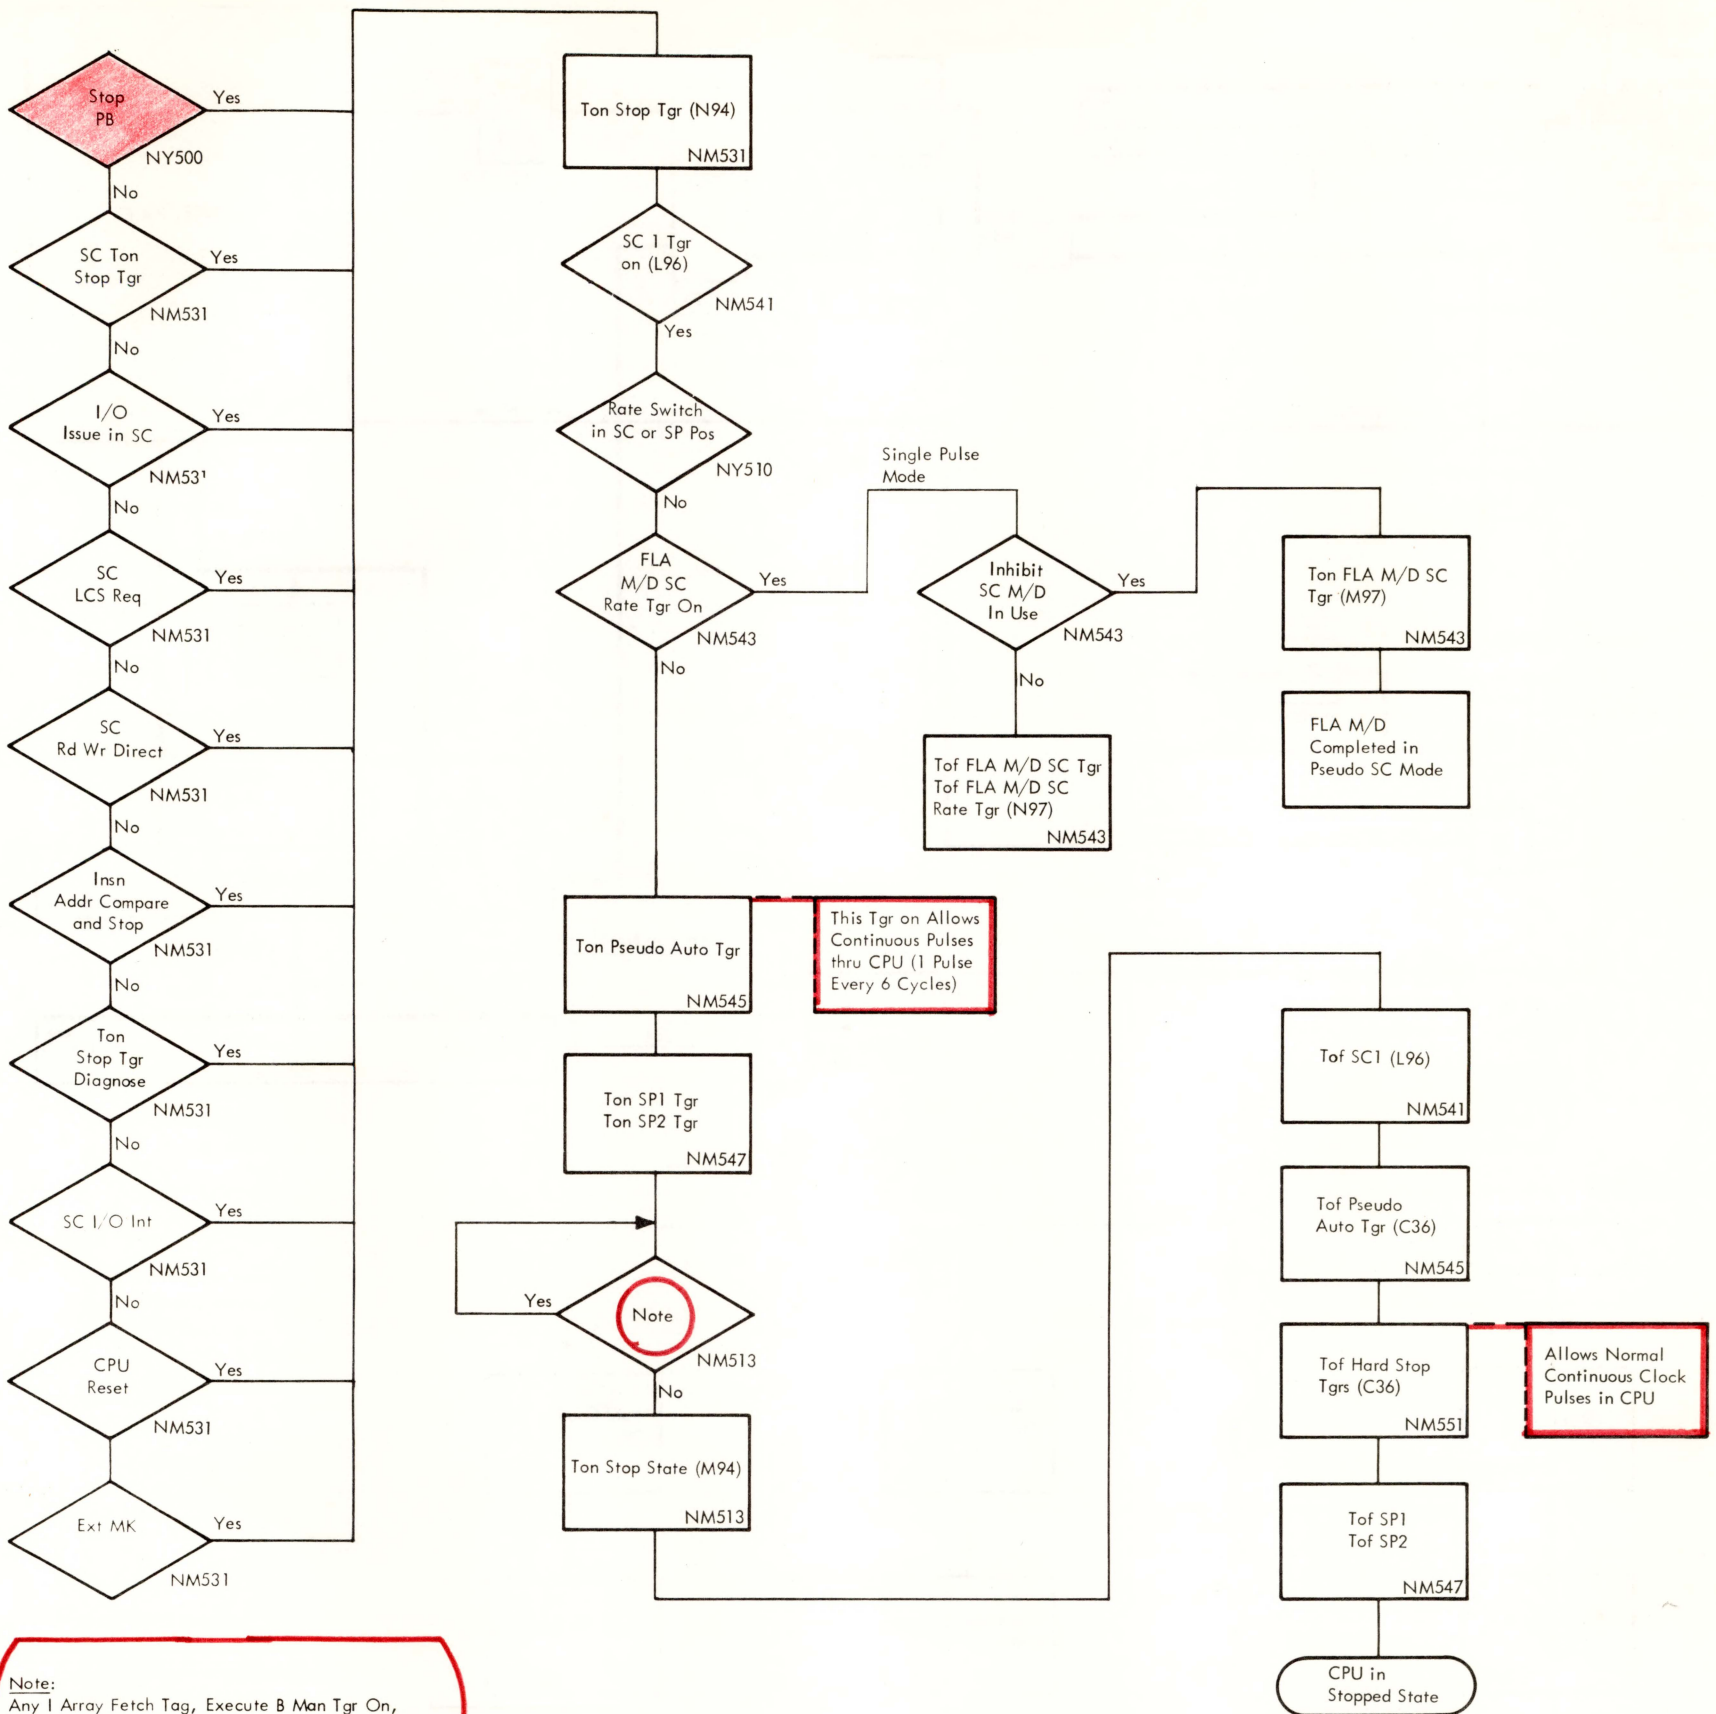 Stop
PB
Yes
NY500
No
SC Ton
Stop Tgr
Yes
NM531
No
I/O
Issue in SC
Yes
NM531
No
SC
LCS Req
Yes
NM531
No
SC
Rd Wr Direct
Yes
NM531
No
Insn
Addr Compare
and Stop
Yes
NM531
No
Ton
Stop Tgr
Diagnose
Yes
NM531
No
SC I/O Int
Yes
NM531
No
CPU
Reset
Yes
NM531
Ext MK
Yes
NM531
Note:
Any I Array Fetch Tag, Execute B Man Tgr On,
Ton Stop Tgr (N94)
NM531
SC 1 Tgr
on (L96)
NM541
Yes
Rate Switch
in SC or SP Pos
NY510
No
FLA
M/D SC
Rate Tgr On
Yes
NM543
No
Single Pulse
Mode
Inhibit
SC M/D
In Use
Yes
NM543
No
Tof FLA M/D SC Tgr
Tof FLA M/D SC
Rate Tgr (N97)
NM543
Ton FLA M/D SC
Tgr (M97)
NM543
FLA M/D
Completed in
Pseudo SC Mode
Ton Pseudo Auto Tgr
NM545
This Tgr on Allows
Continuous Pulses
thru CPU (1 Pulse
Every 6 Cycles)
Ton SP1 Tgr
Ton SP2 Tgr
NM547
Yes
Note
NM513
No
Ton Stop State (M94)
NM513
Tof SC1 (L96)
NM541
Tof Pseudo
Auto Tgr (C36)
NM545
Tof Hard Stop
Tgrs (C36)
NM551
Allows Normal
Continuous Clock
Pulses in CPU
Tof SP1
Tof SP2
NM547
CPU in
Stopped State